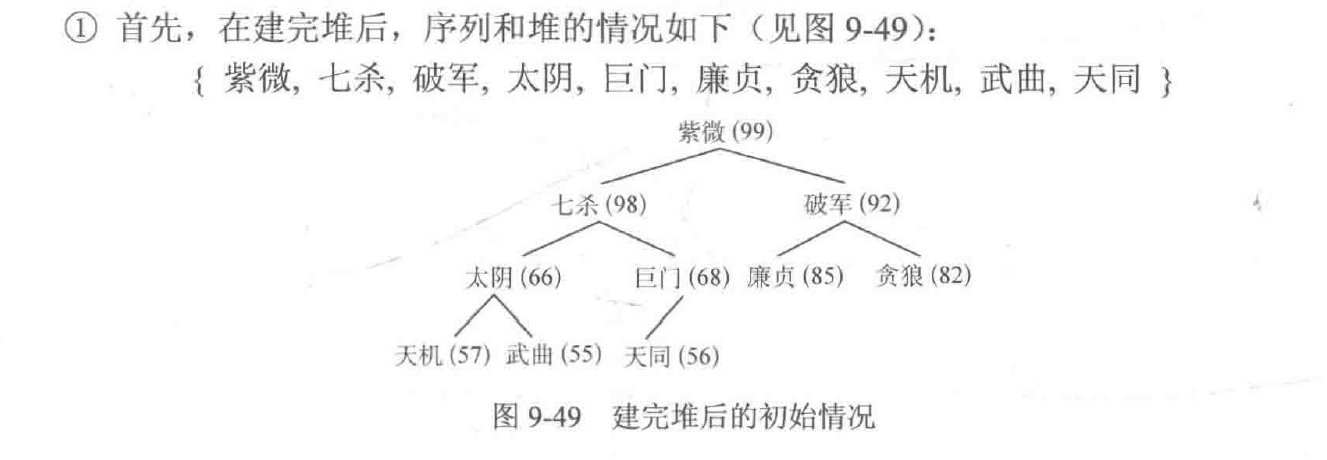 ① 首先，在建完堆后，序列和堆的情况如下（见图 9-49）：
{ 紫微, 七杀, 破军, 太阴, 巨门, 廉贞, 贪狼, 天机, 武曲, 天同 }
紫微 (99)
七杀 (98) 破军 (92)
太阴 (66) 巨门 (68) 廉贞 (85) 贪狼 (82)
天机 (57) 武曲 (55) 天同 (56)
图 9-49 建完堆后的初始情况